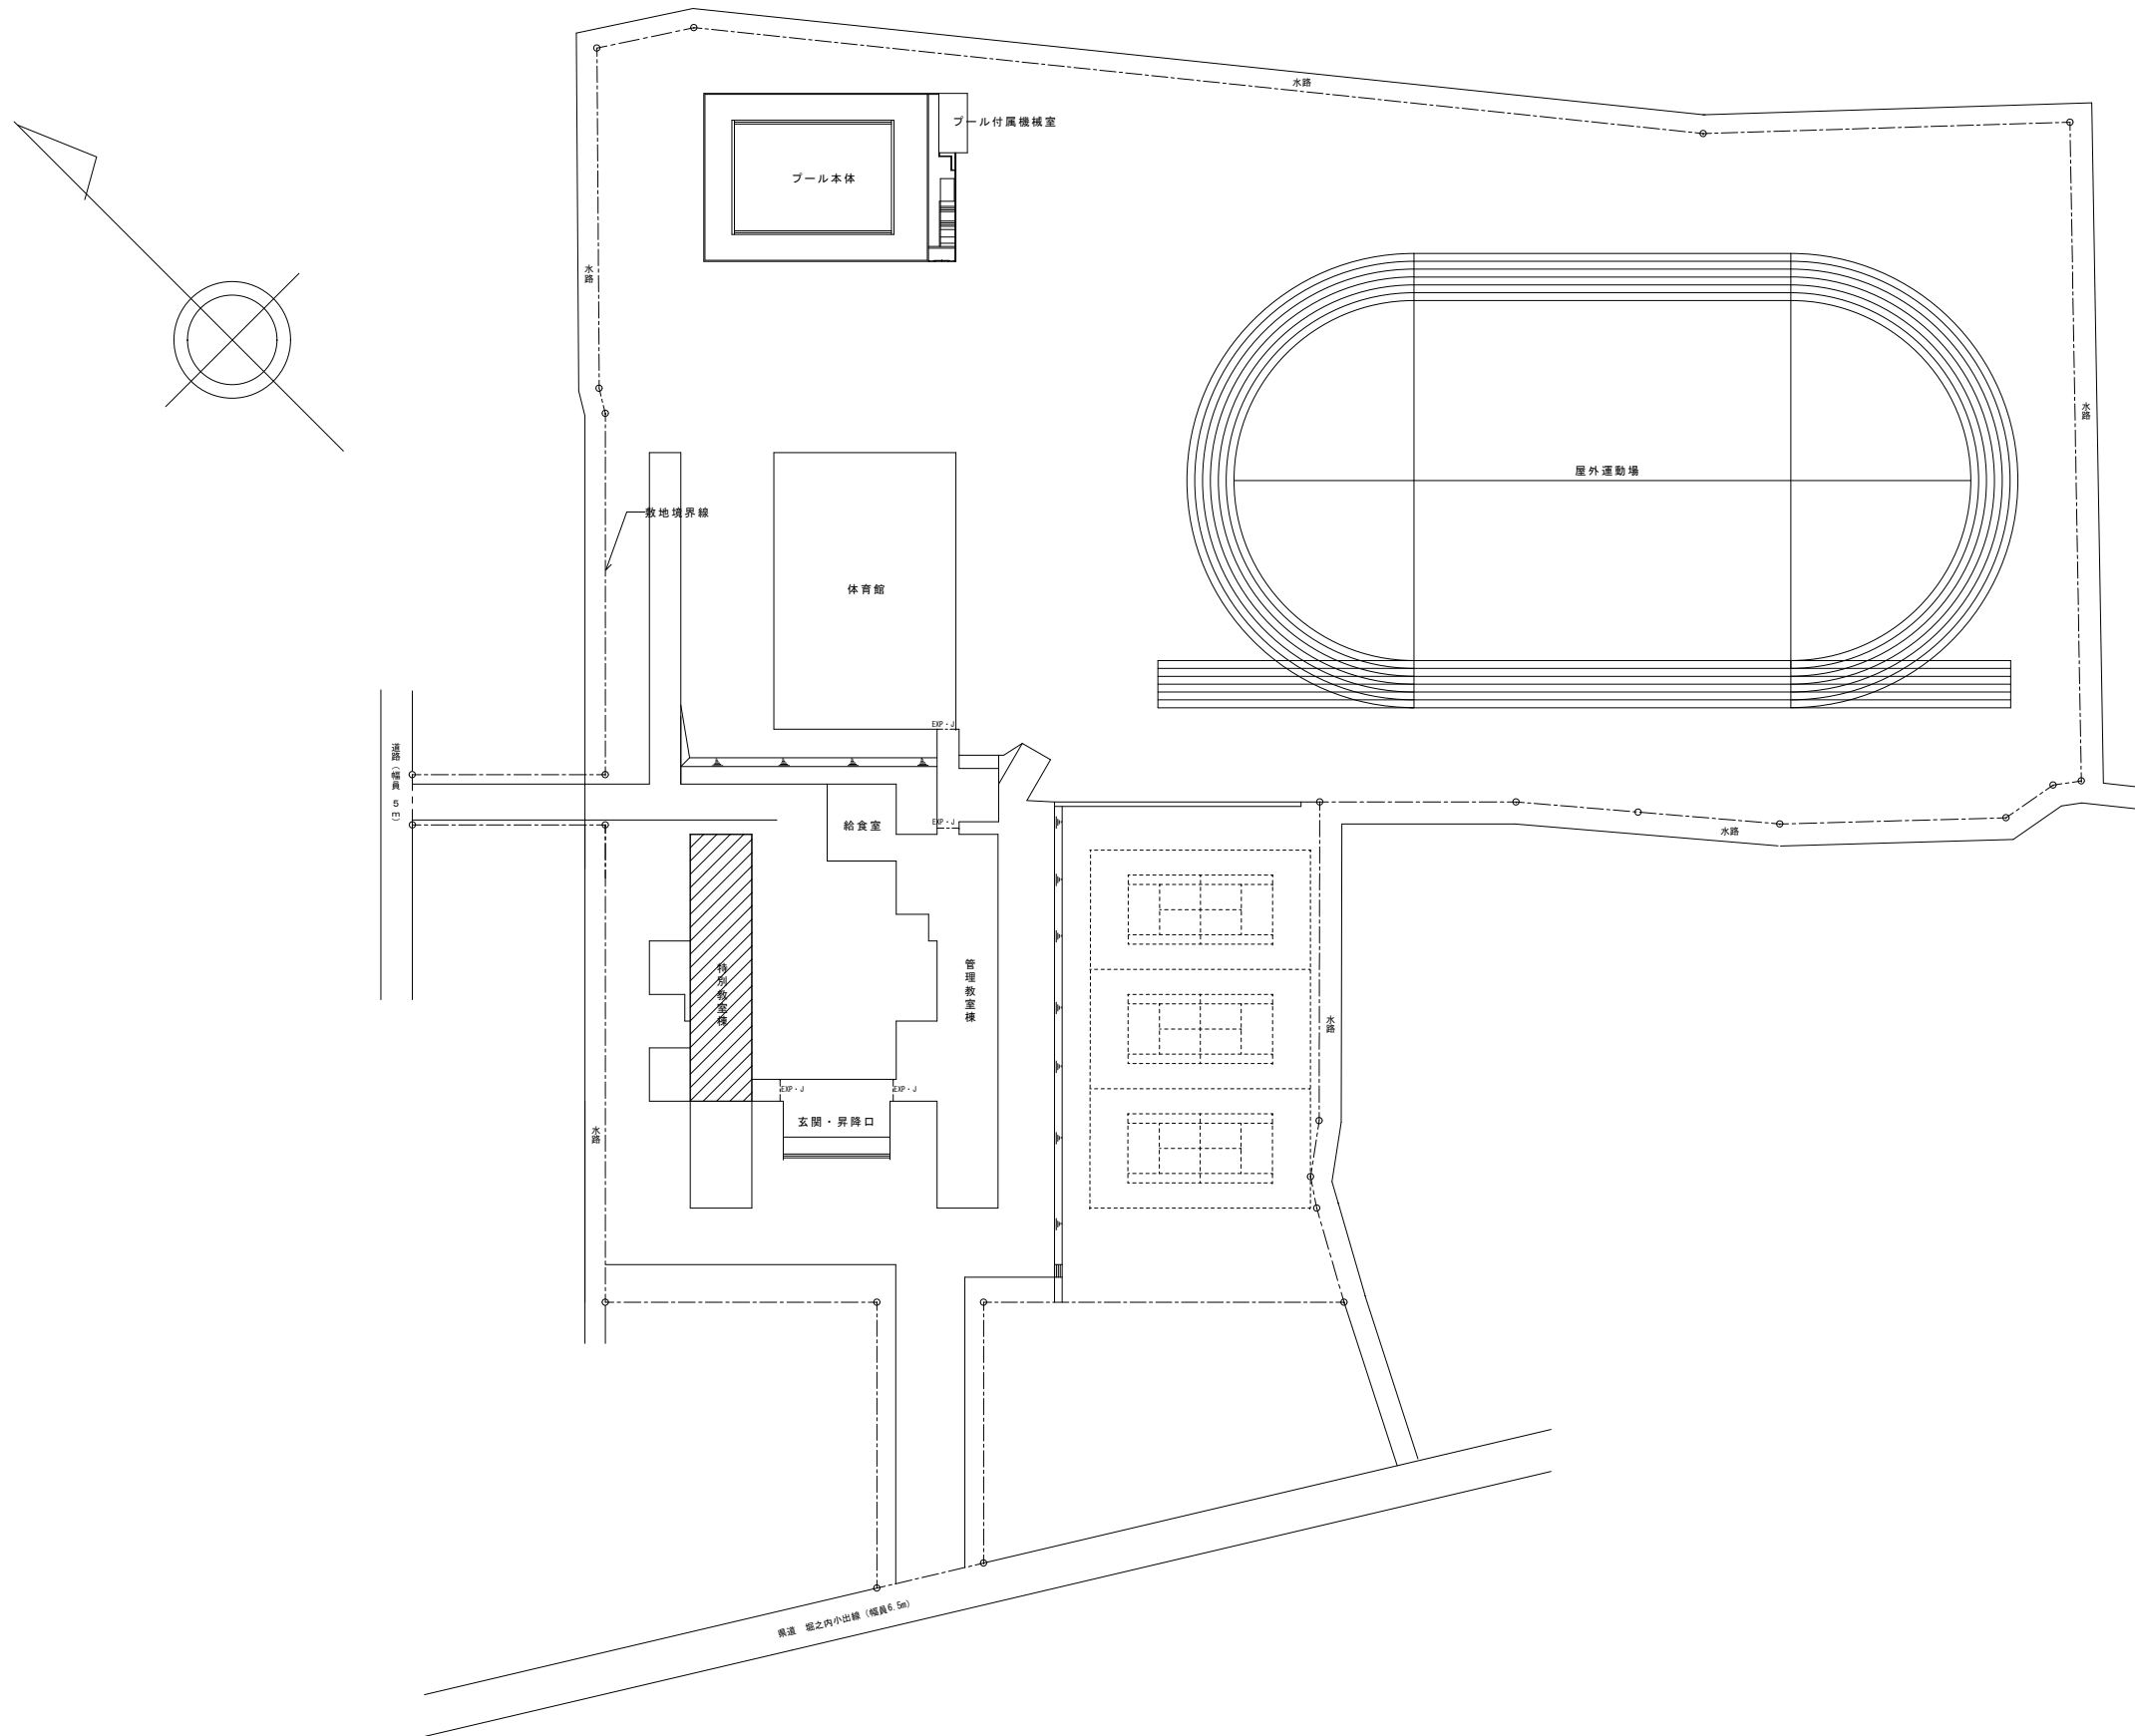 水路
プール付属機械室
プール本体
水路
水路
屋外運動場
敷地境界線
体育館
EXP・J
道路（幅員　5m）
給食室
EXP・J
水路
特別教室棟
管理教室棟
水路
EXP・J
EXP・J
玄関・昇降口
水路
県道　堀之内小出線（幅員6.5m）